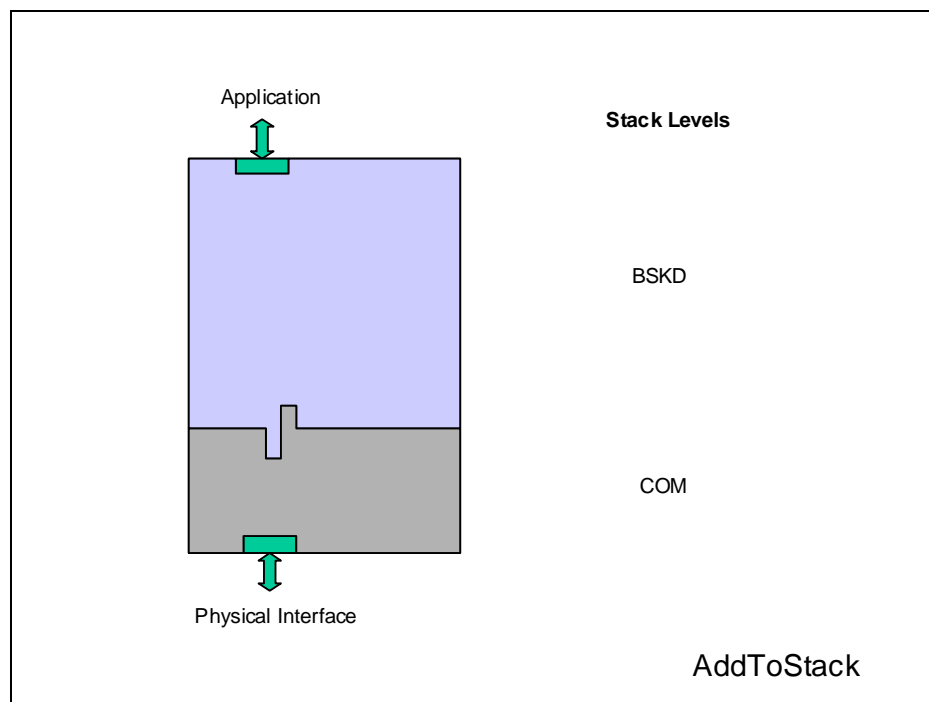 Application
Stack Levels
BSKD
COM
Physical Interface
AddToStack